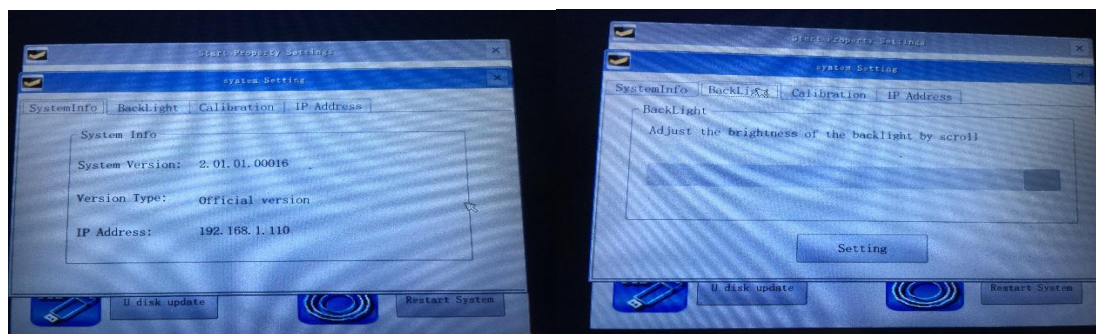 Start Property Settings
system Setting
SystemInfo BackLight Calibration IP Address
System Info
System Version: 2.01.01.00016
Version Type: Official version
IP Address: 192.168.1.110
U disk update
Restart System
Start Property Settings
system Setting
SystemInfo BackLight Calibration IP Address
BackLight
Adjust the brightness of the backlight by scroll
Setting
U disk update
Restart System